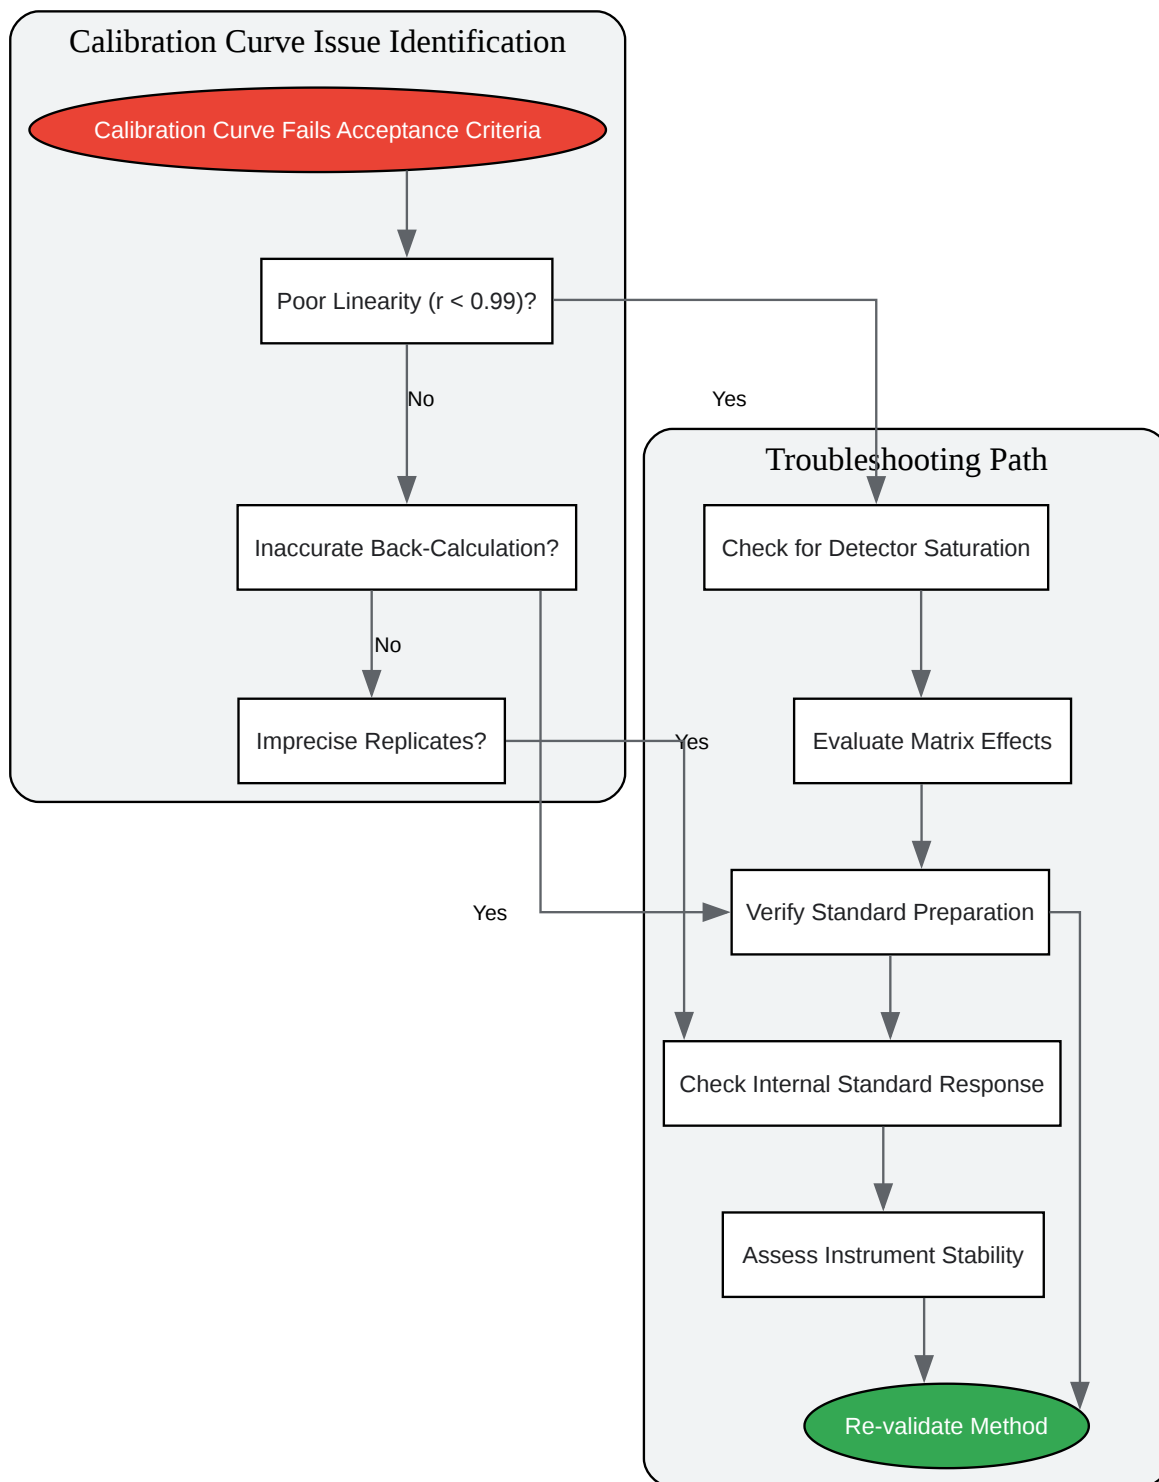 Calibration Curve Issue Identification
Calibration Curve Fails Acceptance Criteria
Poor Linearity (r < 0.99)?
No
Yes
Troubleshooting Path
Inaccurate Back-Calculation?
Check for Detector Saturation
No
Imprecise Replicates?
Yes
Evaluate Matrix Effects
Yes
Verify Standard Preparation
Check Internal Standard Response
Assess Instrument Stability
Re-validate Method